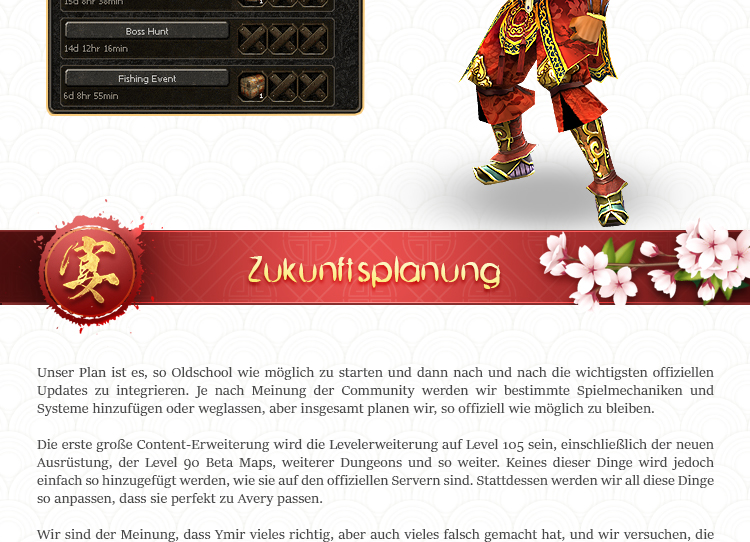 15d 8hr 38min
Boss Hunt
14d 12hr 16min
Fishing Event
1
6d 8hr 55min
宴
Zukunftsplanung
Unser Plan ist es, so Oldschool wie möglich zu starten und dann nach und nach die wichtigsten offiziellen
Updates zu integrieren. Je nach Meinung der Community werden wir bestimmte Spielmechaniken und
Systeme hinzufügen oder weglassen, aber insgesamt planen wir, so offiziell wie möglich zu bleiben.
Die erste große Content-Erweiterung wird die Levelerweiterung auf Level 105 sein, einschließlich der neuen
Ausrüstung, der Level 90 Beta Maps, weiterer Dungeons und so weiter. Keines dieser Dinge wird jedoch
einfach so hinzugefügt werden, wie sie auf den offiziellen Servern sind. Stattdessen werden wir all diese Dinge
so anpassen, dass sie perfekt zu Avery passen.
Wir sind der Meinung, dass Ymir vieles richtig, aber auch vieles falsch gemacht hat, und wir versuchen, die